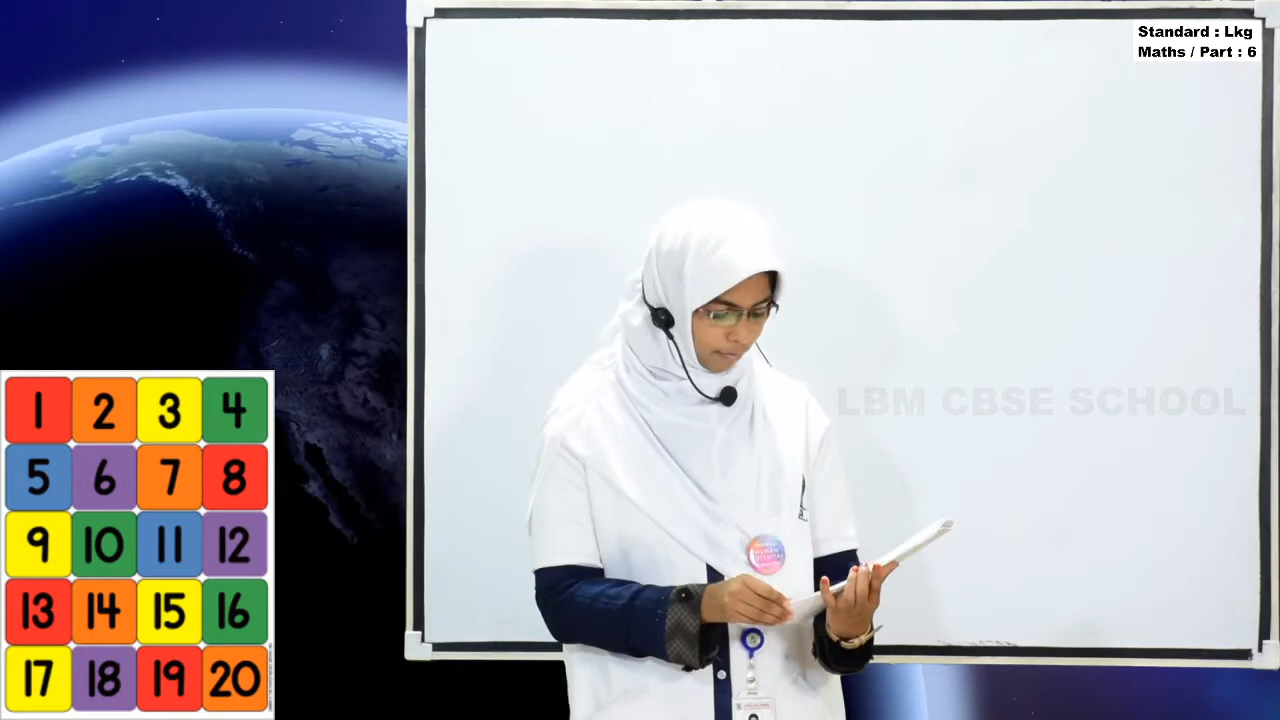 Standard : Lkg
Maths / Part : 6
LBM CBSE SCHOOL
HUMAN
1 2 3 4
5 6 7 8
9 10 11 12
13 14 15 16
17 18 19 20